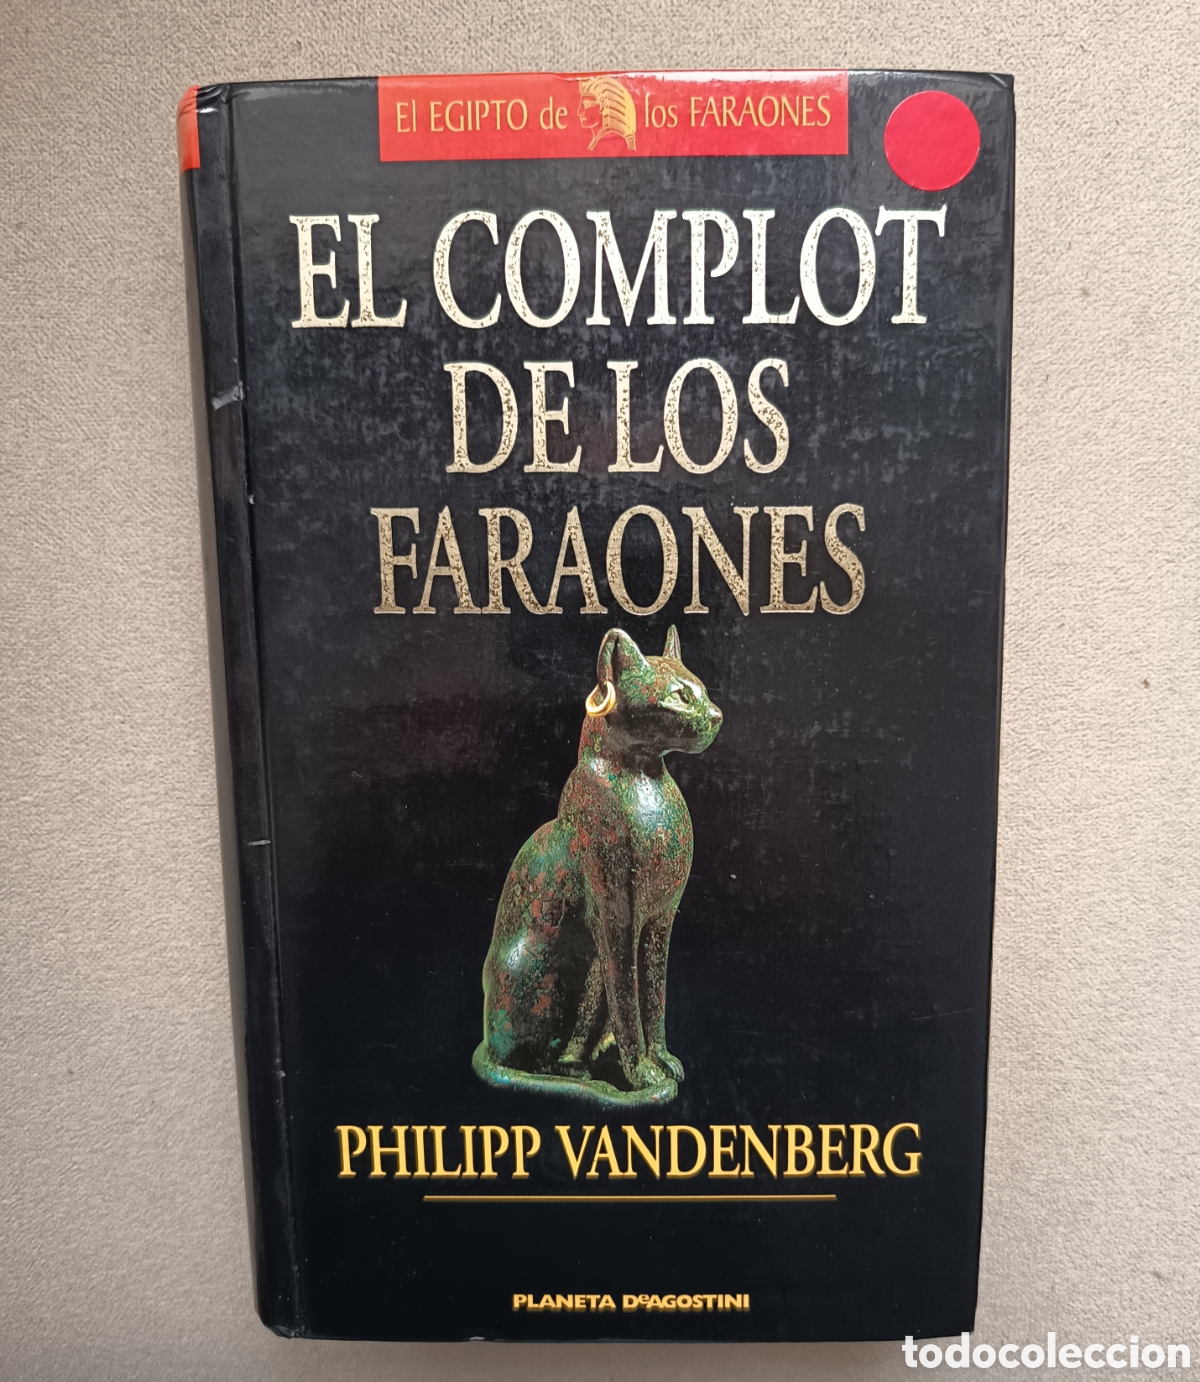 El EGIPTO de los FARAONES
EL COMPLOT
DE LOS
FARAONES
PHILIPP VANDENBERG
PLANETA DeAGOSTINI
todocoleccion